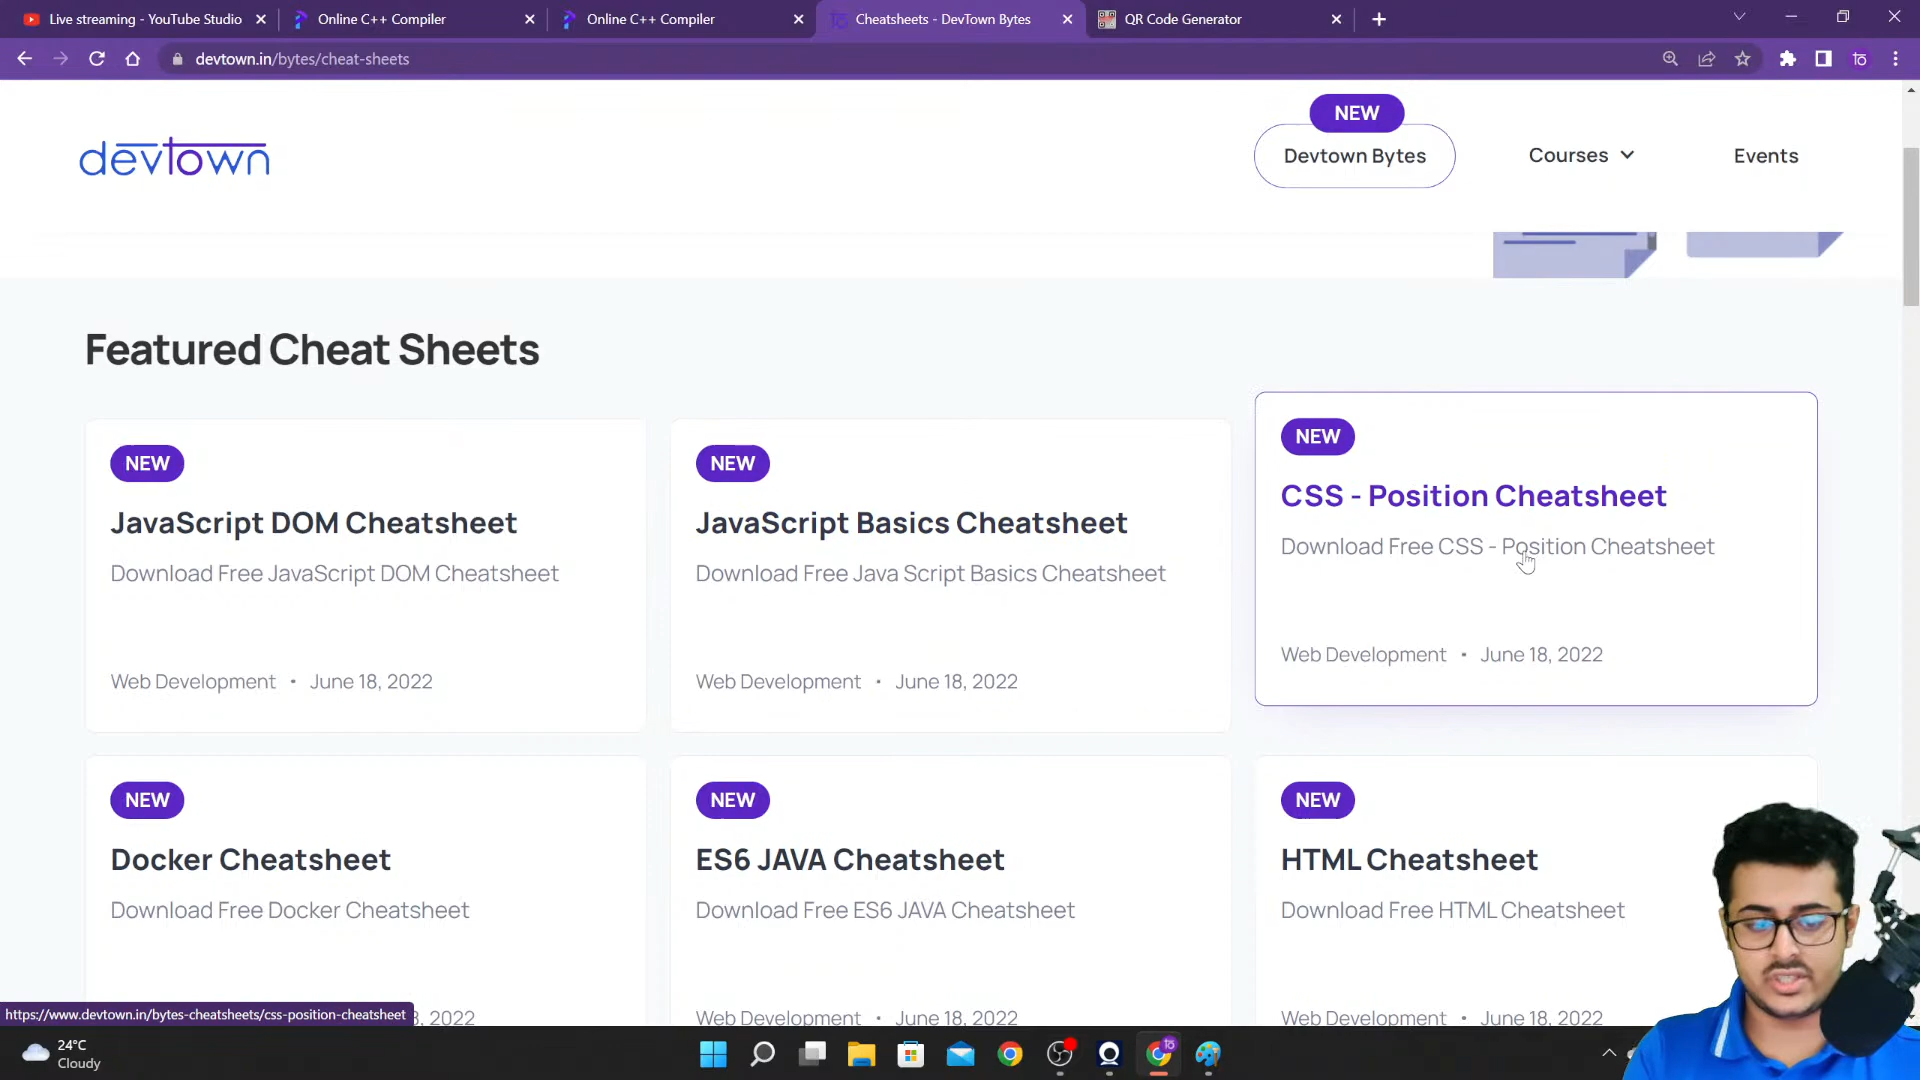 Live streaming - YouTube Studio
Online C++ Compiler
Online C++ Compiler
Cheatsheets - DevTown Bytes
QR Code Generator
devtown.in/bytes/cheat-sheets
devtown
NEW
Devtown Bytes
Courses
Events
Featured Cheat Sheets
NEW
JavaScript DOM Cheatsheet
Download Free JavaScript DOM Cheatsheet
Web Development • June 18, 2022
NEW
JavaScript Basics Cheatsheet
Download Free Java Script Basics Cheatsheet
Web Development • June 18, 2022
NEW
CSS - Position Cheatsheet
Download Free CSS - Position Cheatsheet
Web Development • June 18, 2022
NEW
Docker Cheatsheet
Download Free Docker Cheatsheet
8, 2022
NEW
ES6 JAVA Cheatsheet
Download Free ES6 JAVA Cheatsheet
Web Development • June 18, 2022
NEW
HTML Cheatsheet
Download Free HTML Cheatsheet
Web Development • June 18, 2022
https://www.devtown.in/bytes-cheatsheets/css-position-cheatsheet
24°C
Cloudy